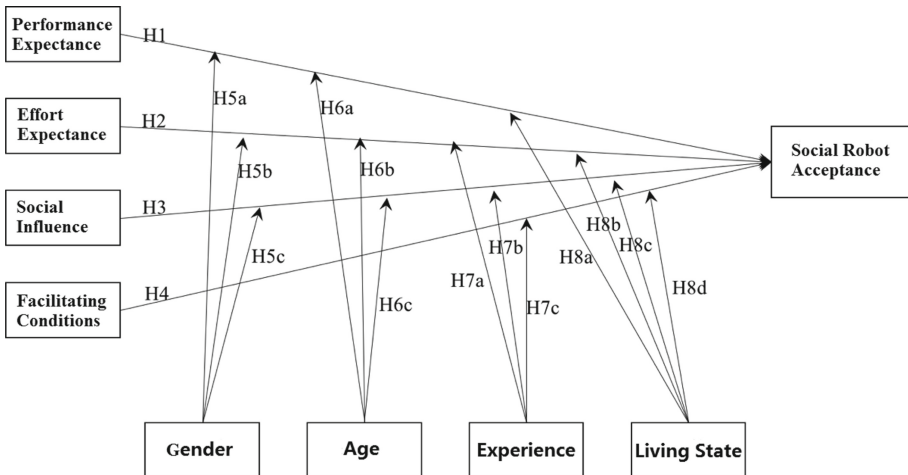 Performance
Expectance
H1
H5a
H6a
Effort
Expectance
H2
H5b
H6b
Social Robot
Acceptance
Social
Influence
H3
H5c
H6c
H7a
H7b
H7c
H8a
H8b
H8c
H8d
Facilitating
Conditions
H4
Gender
Age
Experience
Living State